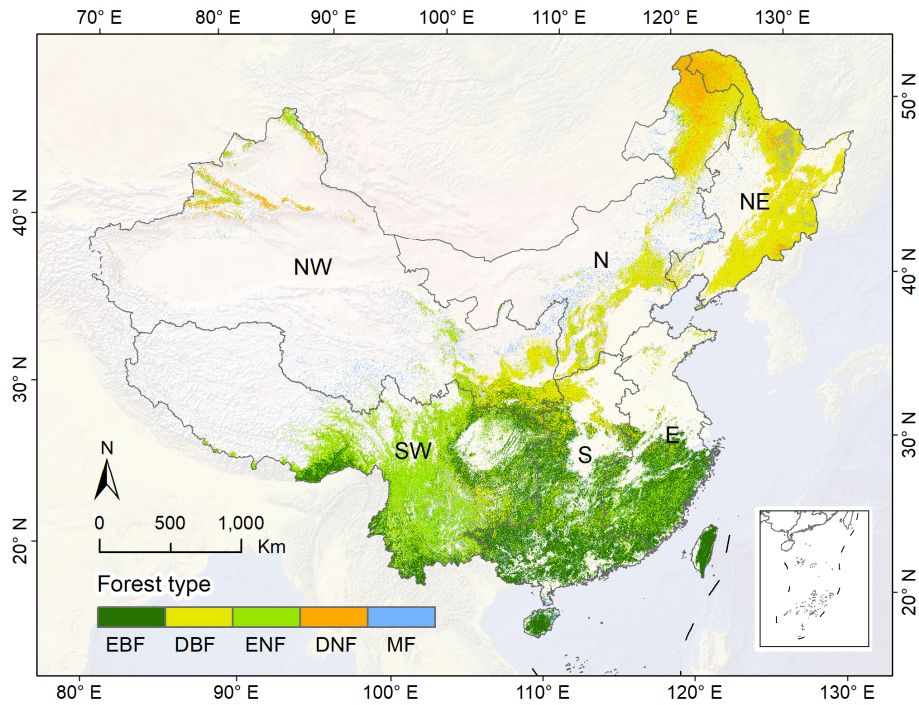 70° E 80° E 90° E 100° E 110° E 120° E 130° E
50° N
40° N
30° N
20° N
40° N
30° N
20° N
NE
N
NW
SW
S
E
N
0 500 1,000
Km
Forest type
EBF DBF ENF DNF MF
80° E 90° E 100° E 110° E 120° E 130° E